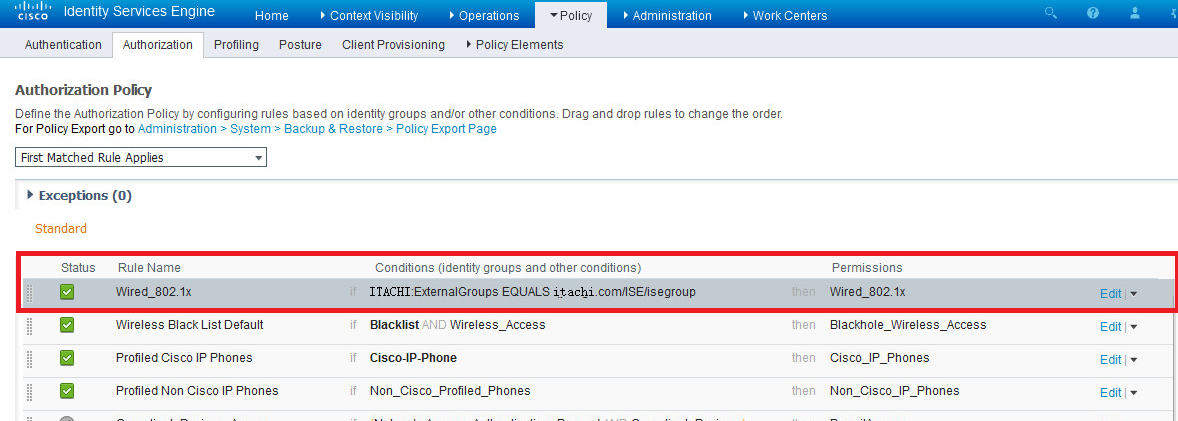 CISCO Identity Services Engine Home Context Visibility Operations Policy Administration Work Centers
Authentication Authorization Profiling Posture Client Provisioning Policy Elements
Authorization Policy
Define the Authorization Policy by configuring rules based on identity groups and/or other conditions. Drag and drop rules to change the order.
For Policy Export go to Administration > System > Backup & Restore > Policy Export Page
First Matched Rule Applies
Exceptions (0)
Standard
Status Rule Name Conditions (identity groups and other conditions) Permissions
Wired_802.1x if ITACHI:ExternalGroups EQUALS itachi.com/ISE/isegroup then Wired_802.1x Edit |
Wireless Black List Default if Blacklist AND Wireless_Access then Blackhole_Wireless_Access Edit |
Profiled Cisco IP Phones if Cisco-IP-Phone then Cisco_IP_Phones Edit |
Profiled Non Cisco IP Phones if Non_Cisco_Profiled_Phones then Non_Cisco_IP_Phones Edit |